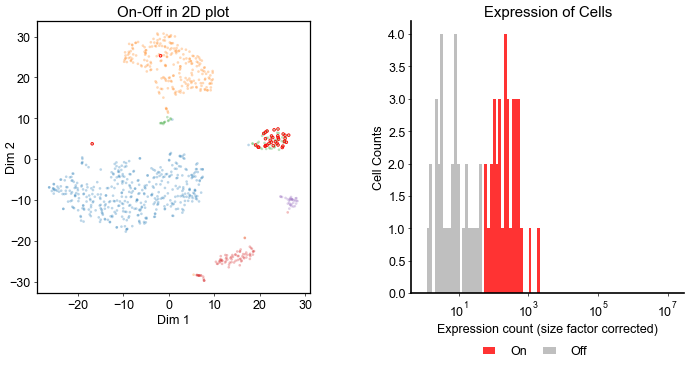 On-Off in 2D plot
30
20
10
0
−10
−20
−30
Dim 2
−20 −10 0 10 20 30
Dim 1
Expression of Cells
4.0
3.5
3.0
2.5
2.0
1.5
1.0
0.5
0.0
Cell Counts
10^1 10^3 10^5 10^7
Expression count (size factor corrected)
On Off